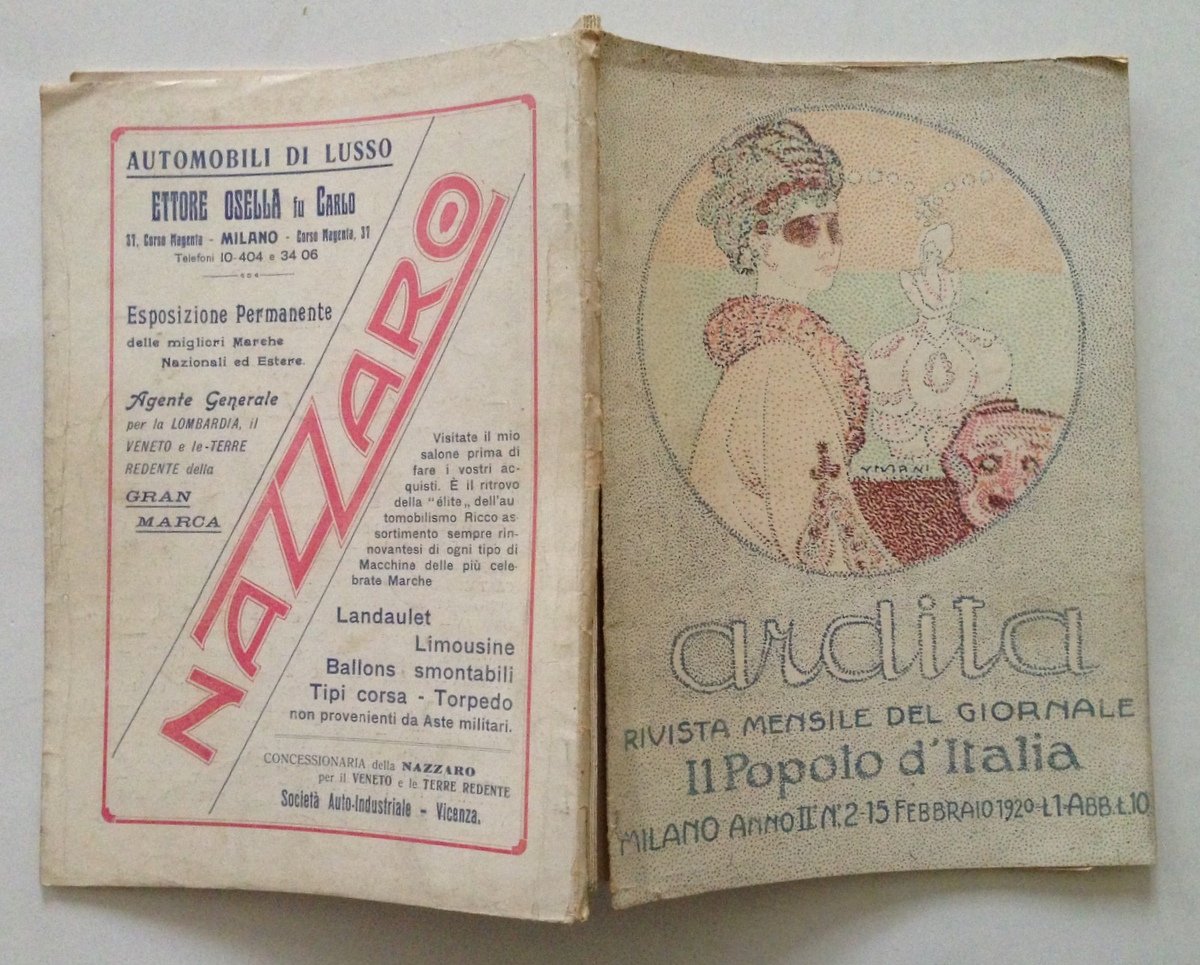 AUTOMOBILI DI LUSSO
ETTORE OSELLA fu CARLO
37, Corso Magenta - MILANO - Corso Magenta, 37
Telefoni 10-404 e 34 06
Esposizione Permanente
delle migliori Marche
Nazionali ed Estere.
Agente Generale
per la LOMBARDIA, il
VENETO e le-TERRE
REDENTE della
GRAN
MARCA
NAZZARO
Visitate il mio
salone prima di
fare i vostri ac-
quisti. È il ritrovo
della "élite„ dell'au
tomobilismo Ricco as
sortimento sempre rin-
novantesi di ogni tipo di
Macchine delle più cele-
brate Marche
Landaulet
Limousine
Ballons smontabili
Tipi corsa - Torpedo
non provenienti da Aste militari.
CONCESSIONARIA della NAZZARO
per il VENETO e le TERRE REDENTE
Società Auto-Industriale - Vicenza.
VIVIANI
ardita
RIVISTA MENSILE DEL GIORNALE
Il Popolo d'Italia
MILANO ANNO II° N.° 2-15 FEBBRAIO 1920-L1-ABB.L.10